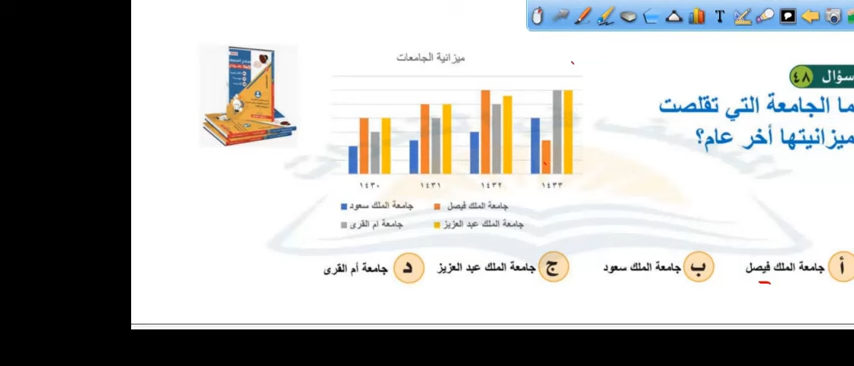 سؤال ٤٨
ما الجامعة التي تقلصت
ميزانيتها أخر عام؟
ميزانية الجامعات
١٤٣٠ ١٤٣١ ١٤٣٢ ١٤٣٣
جامعة الملك سعود جامعة الملك فيصل
جامعة ام القرى جامعة الملك عبد العزيز
أ جامعة الملك فيصل ب جامعة الملك سعود ج جامعة الملك عبد العزيز د جامعة أم القرى